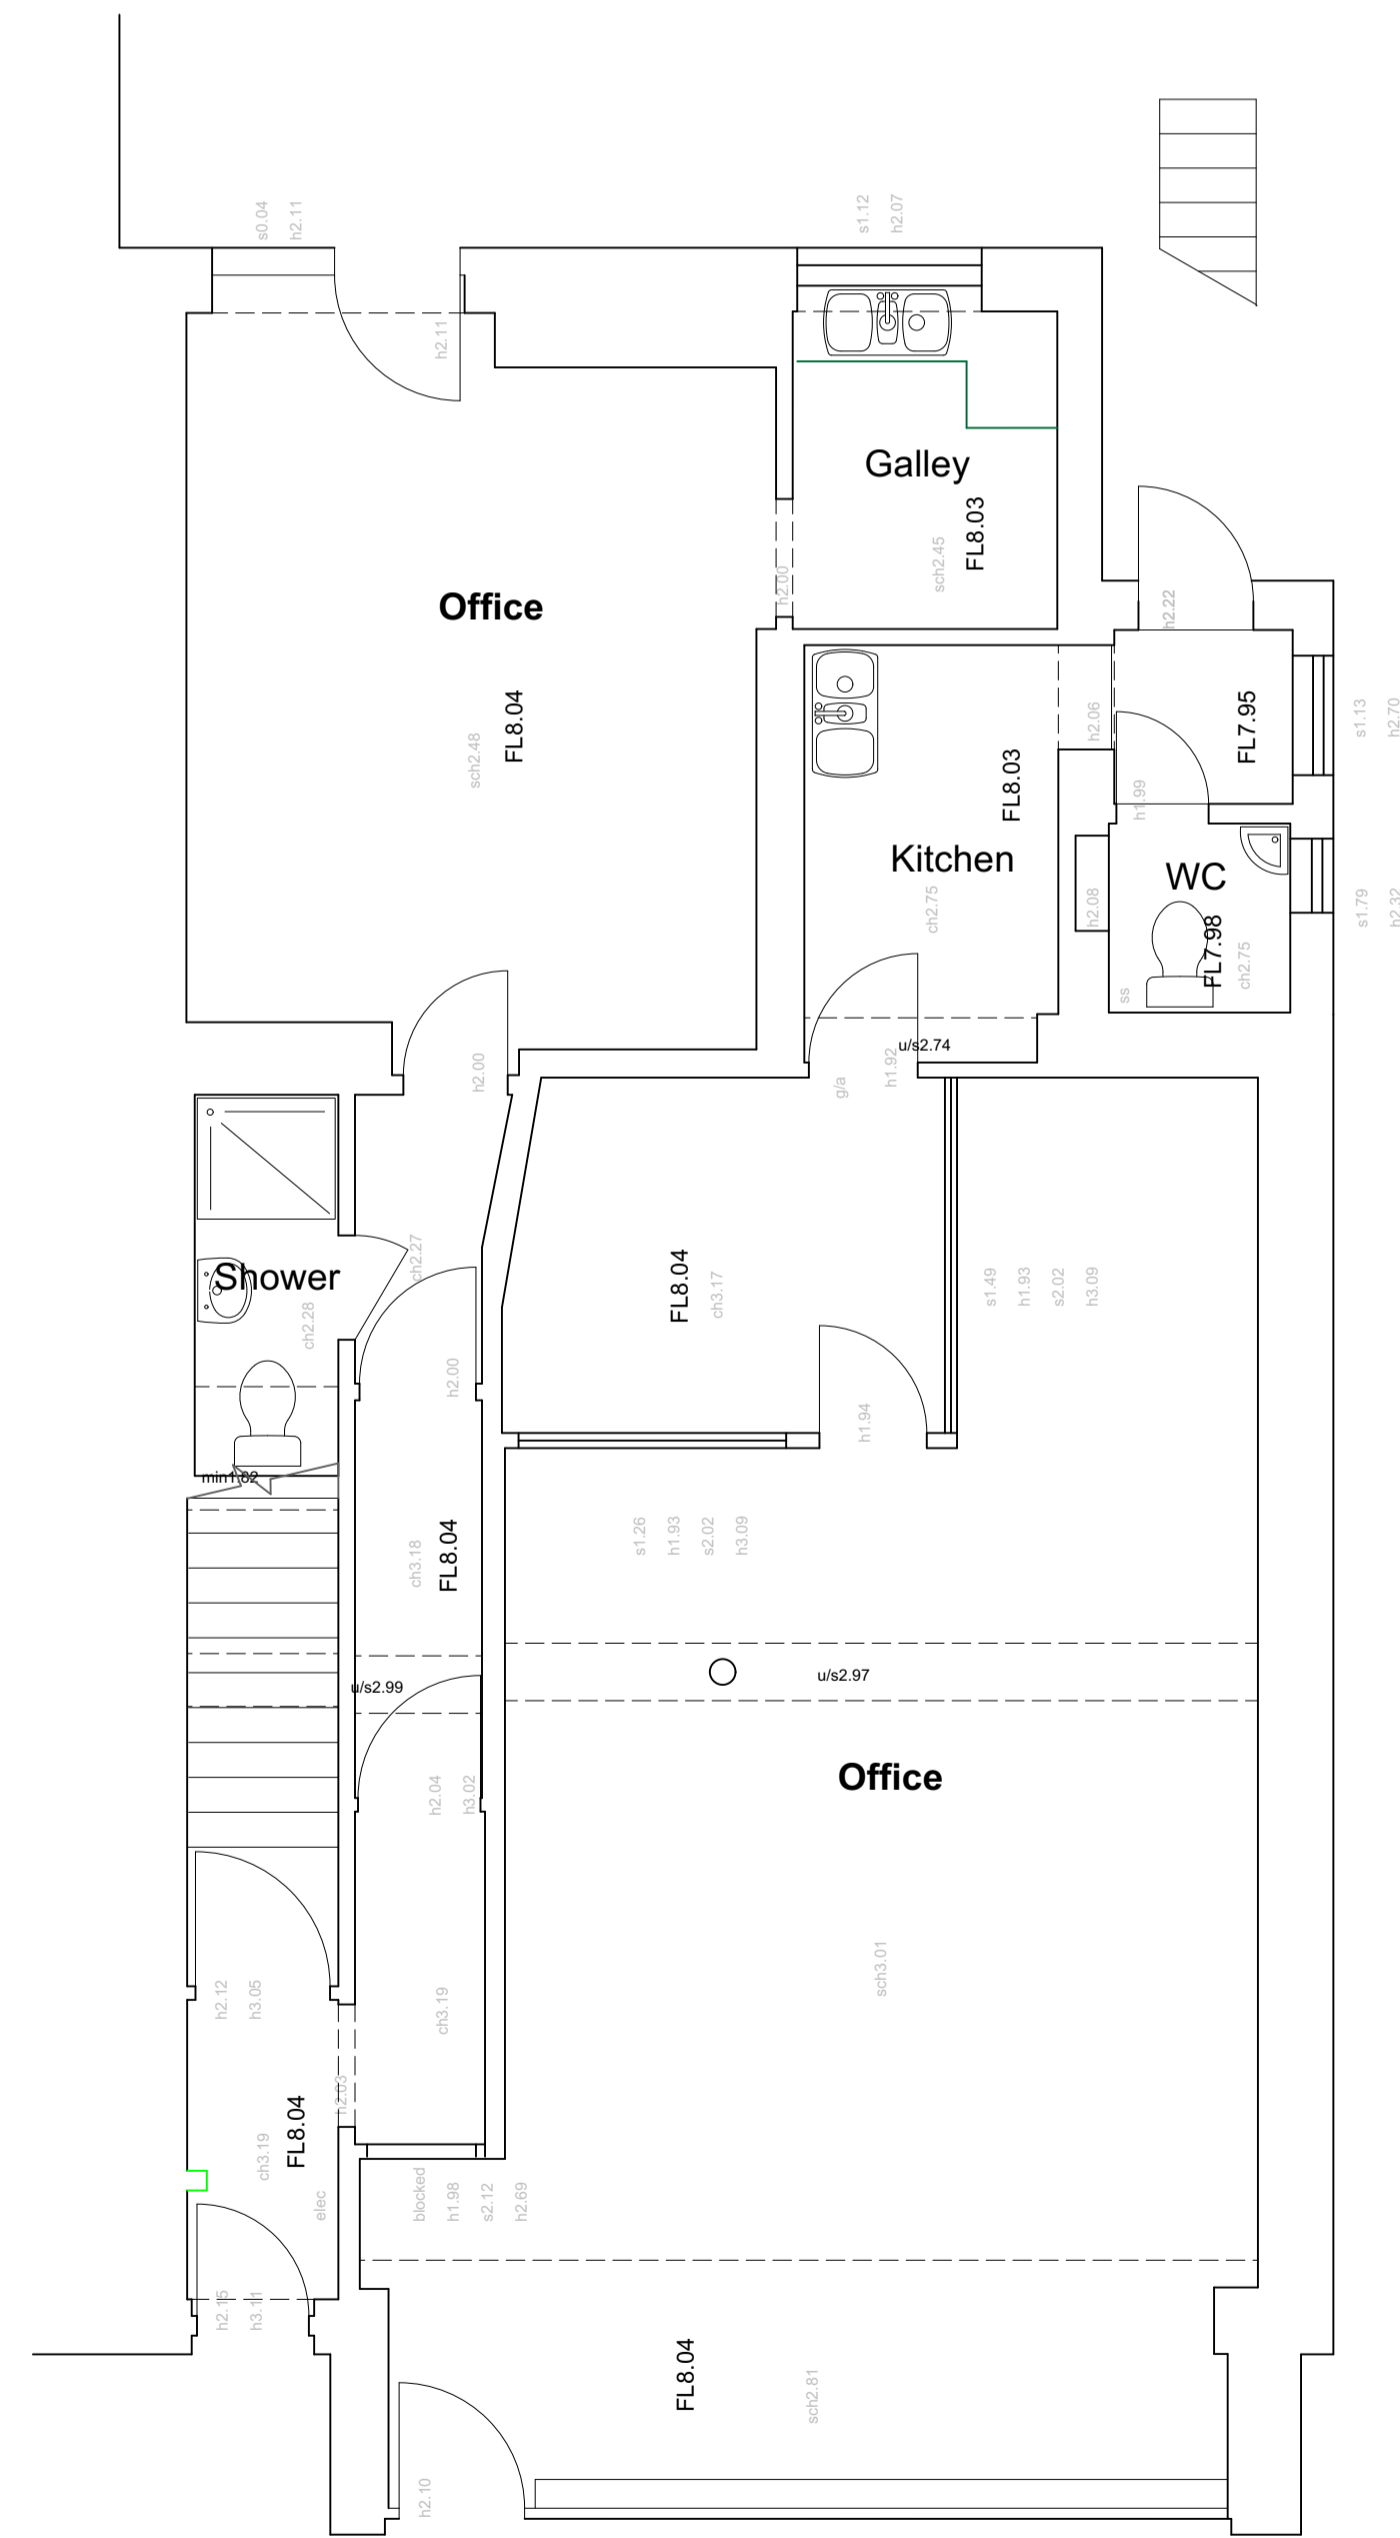 s0.04
h2.11
s1.12
h2.07
h2.11
Galley
FL8.03
sch2.45
h2.00
Office
FL8.04
sch2.48
h2.22
FL7.95
s1.13
h2.70
h2.06
FL8.03
h1.99
Kitchen
ch2.75
WC
h2.08
FL7.98
ch2.75
ss
s1.79
h2.32
u/s2.74
h1.92
g/a
h2.00
ch2.27
Shower
ch2.28
FL8.04
ch3.17
s1.49
h1.93
s2.02
h3.09
h2.00
h1.94
min1.82
ch3.18
FL8.04
s1.26
h1.93
s2.02
h3.09
u/s2.99
u/s2.97
Office
h2.04
h3.02
sch3.01
h2.12
h3.05
ch3.19
h2.03
ch3.19
FL8.04
elec
blocked
h1.98
s2.12
h2.69
h2.15
h3.11
FL8.04
sch2.81
h2.10